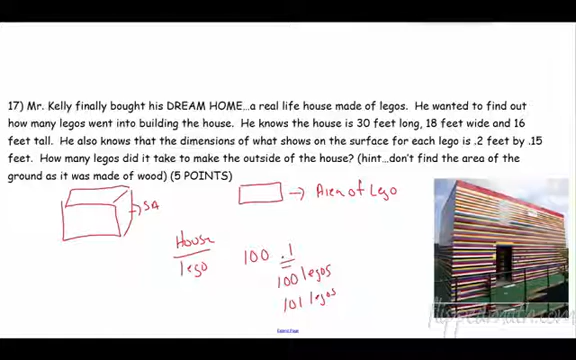 17) Mr. Kelly finally bought his DREAM HOME…a real life house made of legos. He wanted to find out
how many legos went into building the house. He knows the house is 30 feet long, 18 feet wide and 16
feet tall. He also knows that the dimensions of what shows on the surface for each lego is .2 feet by .15
feet. How many legos did it take to make the outside of the house? (hint…don't find the area of the
ground as it was made of wood) (5 POINTS)
SA
→ Area of Lego
House
lego
100 .1
100 legos
101 legos